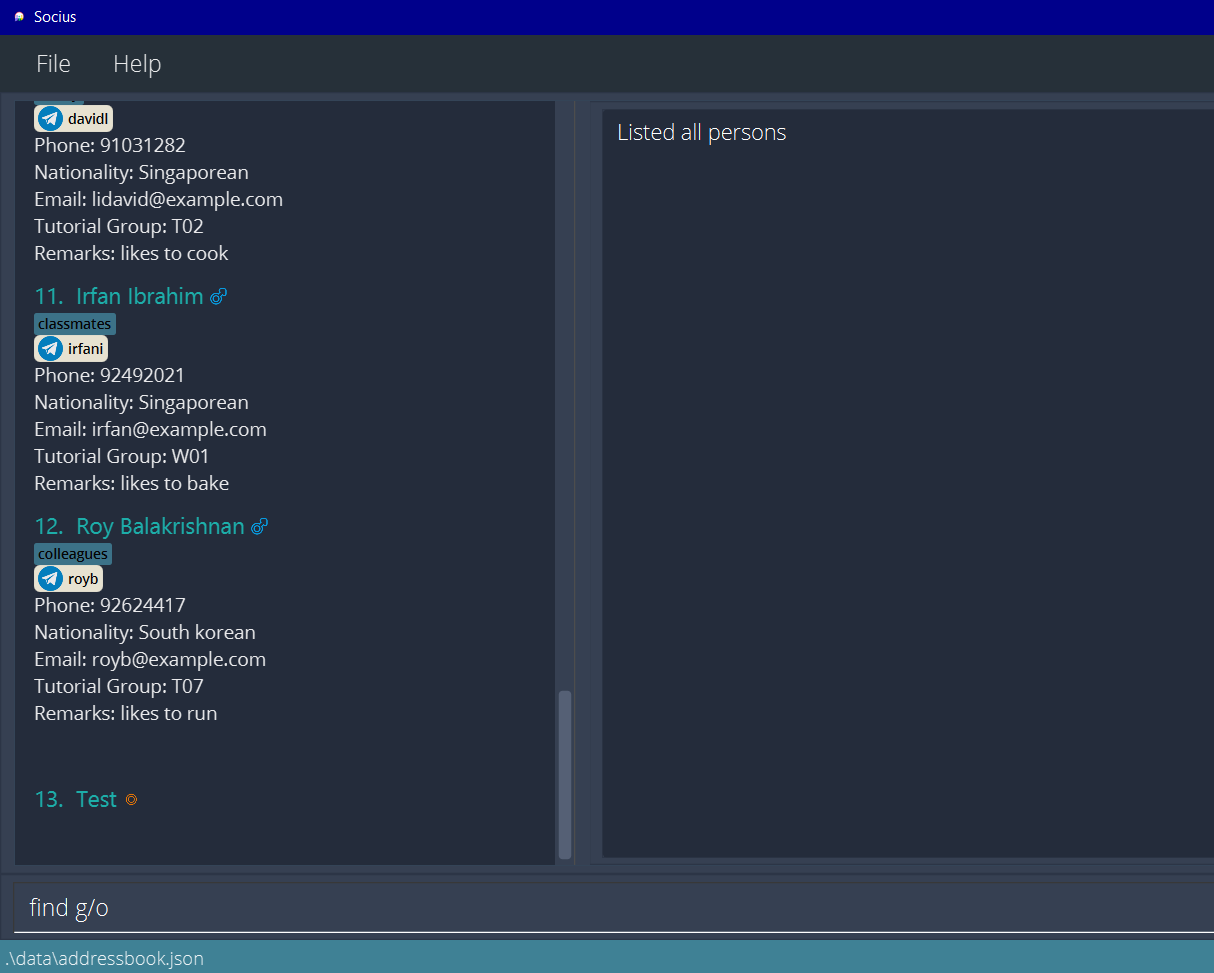 Socius
File Help
davidl
Phone: 91031282
Nationality: Singaporean
Email: lidavid@example.com
Tutorial Group: T02
Remarks: likes to cook
11. Irfan Ibrahim
classmates
irfani
Phone: 92492021
Nationality: Singaporean
Email: irfan@example.com
Tutorial Group: W01
Remarks: likes to bake
12. Roy Balakrishnan
colleagues
royb
Phone: 92624417
Nationality: South korean
Email: royb@example.com
Tutorial Group: T07
Remarks: likes to run
13. Test
Listed all persons
find g/o
.\data\addressbook.json